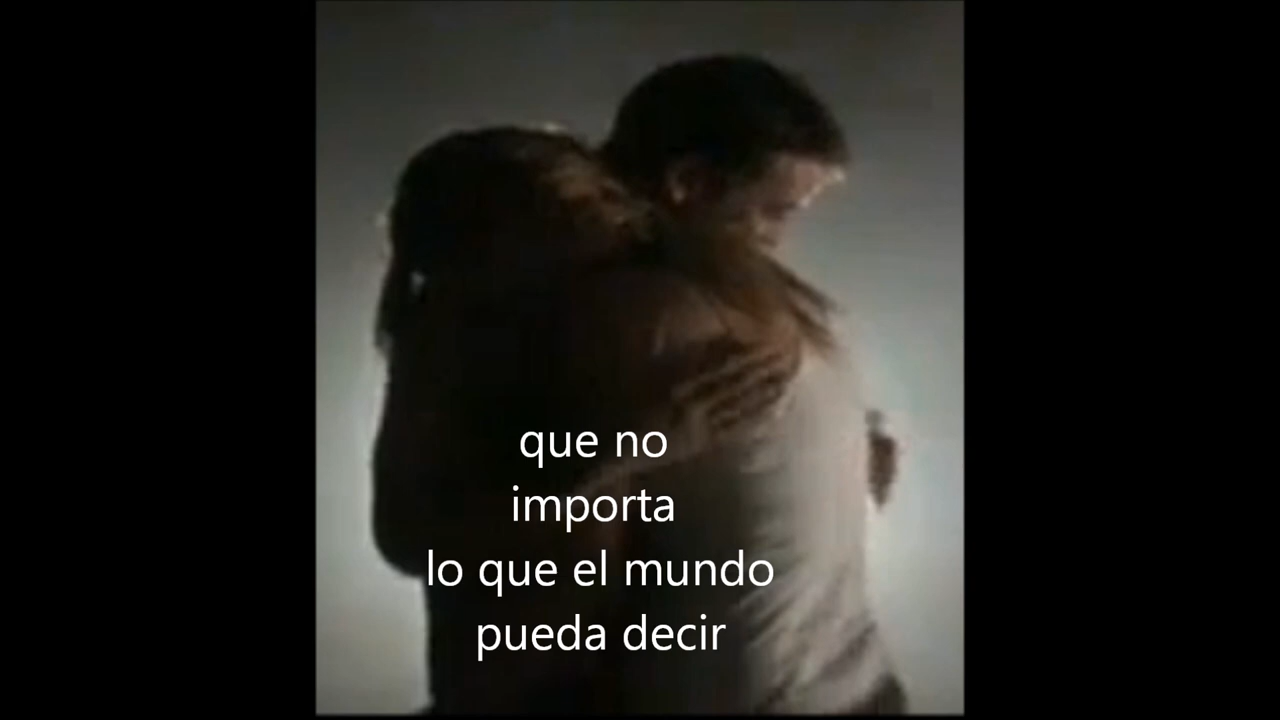 que no
importa
lo que el mundo
pueda decir